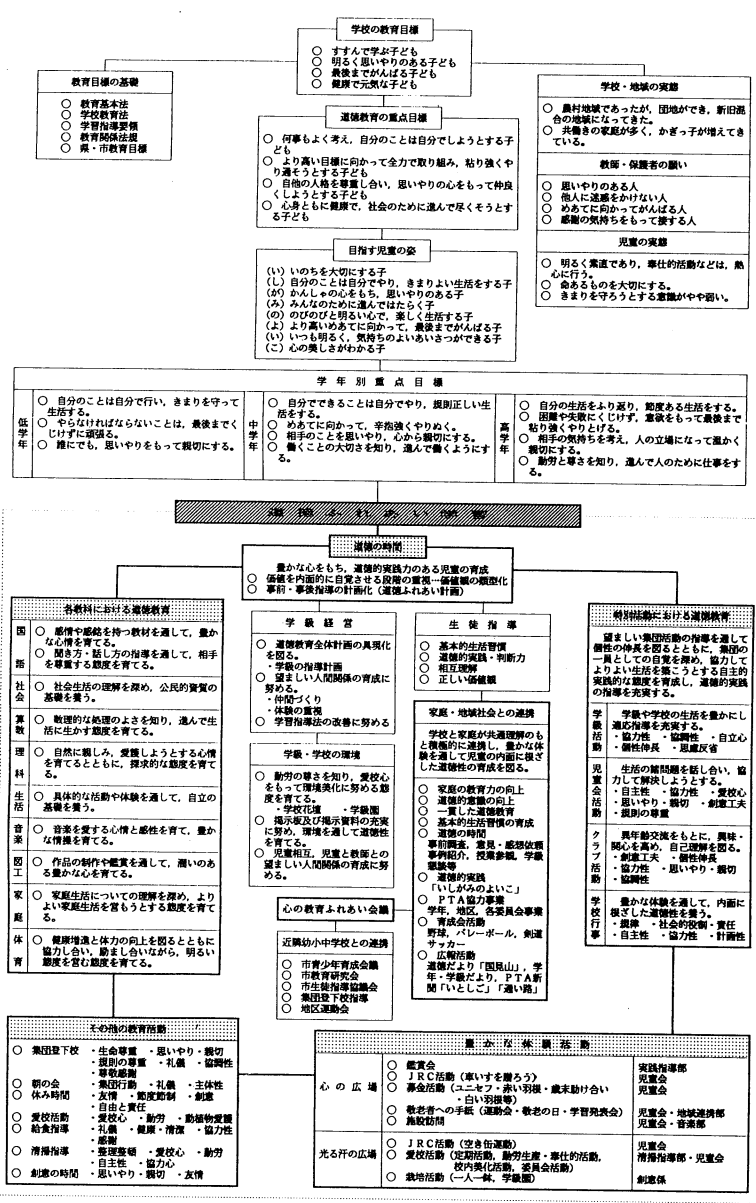 学校の教育目標
○ すすんで学ぶ子ども
○ 明るく思いやりのある子ども
○ 最後までがんばる子ども
○ 健康で元気な子ども
教育目標の基礎
○ 教育基本法
○ 学校教育法
○ 学習指導要領
○ 教育関係法規
○ 県・市教育目標
道徳教育の重点目標
○ 何事もよく考え，自分のことは自分でしようとする子
ども
○ より高い目標に向かって全力で取り組み，粘り強くや
り通そうとする子ども
○ 自他の人格を尊重し合い，思いやりの心をもって仲良
くしようとする子ども
○ 心身ともに健康で，社会のために進んで尽くそうとす
る子ども
学校・地域の実態
○ 農村地域であったが，団地ができ，新旧混
合の地域になってきた。
○ 共働きの家庭が多く，かぎっ子が増えてき
ている。
教師・保護者の願い
○ 思いやりのある人
○ 他人に迷惑をかけない人
○ めあてに向かってがんばる人
○ 感謝の気持ちをもって接する人
児童の実態
○ 明るく素直であり，奉仕的活動などは，熱
心に行う。
○ 命あるものを大切にする。
○ きまりを守ろうとする意識がやや弱い。
目指す児童の姿
（い）いのちを大切にする子
（し）自分のことは自分でやり，きまりよい生活をする子
（が）かんしゃの心をもち，思いやりのある子
（み）みんなのために進んではたらく子
（の）のびのびと明るい心で，楽しく生活する子
（よ）より高いめあてに向かって，最後までがんばる子
（い）いつも明るく，気持ちのよいあいさつができる子
（こ）心の美しさがわかる子
学年別重点目標
低学年
○ 自分のことは自分で行い，きまりを守って
生活する。
○ やらなければならないことは，最後までく
じけずに頑張る。
○ 誰にでも，思いやりをもって親切にする。
中学年
○ 自分でできることは自分でやり，規則正しい生
活をする。
○ めあてに向かって，辛抱強くやりぬく。
○ 相手のことを思いやり，心から親切にする。
○ 働くことの大切さを知り，進んで働くようにす
る。
高学年
○ 自分の生活をふり返り，節度ある生活をする。
○ 困難や失敗にくじけず，意欲をもって最後まで
粘り強くやりとげる。
○ 相手の気持ちを考え，人の立場になって温かく
親切にする。
○ 勤労と尊さを知り，進んで人のために仕事をす
る。
道徳ふれあい学習
道徳の時間
豊かな心をもち，道徳的実践力のある児童の育成
○ 価値を内面的に自覚させる段階の重視…価値観の類型化
○ 事前・事後指導の計画化（道徳ふれあい計画）
各教科における道徳教育
国語
○ 感情や感銘を持つ教材を通して，豊か
な心情を育てる。
○ 聞き方・話し方の指導を通して，相手
を尊重する態度を育てる。
社会
○ 社会生活の理解を深め，公民的資質の
基礎を養う。
算数
○ 数理的な処理のよさを知り，進んで生
活に生かす態度を育てる。
理科
○ 自然に親しみ，愛護しようとする心情
を育てるとともに，探求的な態度を育て
る。
生活
○ 具体的な活動や体験を通して，自立の
基礎を養う。
音楽
○ 音楽を愛する心情と感性を育て，豊か
な情操を育てる。
図工
○ 作品の制作や鑑賞を通して，潤いのあ
る豊かな心を育てる。
家庭
○ 家庭生活についての理解を深め，より
よい家庭生活を営もうとする態度を育て
る。
体育
○ 健康増進と体力の向上を図るとともに
協力し合い，励まし合いながら，明るい
態度を営む態度を育てる。
学級経営
○ 道徳教育全体計画の具現化
を図る。
・学級の指導計画
○ 望ましい人間関係の育成に
努める。
・仲間づくり
・体験の重視
○ 学習指導法の改善に努める
学級・学校の環境
○ 勤労の尊さを知り，愛校心
をもって環境美化に努める態
度を育てる。
・学校花壇 ・学級園
○ 掲示板及び掲示資料の充実
に努め，環境を通して道徳性
を育てる。
○ 児童相互，児童と教師との
望ましい人間関係の育成に努
める。
心の教育ふれあい会議
近隣幼小中学校との連携
○ 市青少年育成会議
○ 市教育研究会
○ 市生徒指導協議会
○ 集団登下校指導
○ 地区運動会
生徒指導
○ 基本的生活習慣
○ 道徳的実践・判断力
○ 相互理解
○ 正しい価値観
家庭・地域社会との連携
学校と家庭が共通理解のも
と積極的に連携し，豊かな体
験を通して児童の内面に根ざ
した道徳性の育成を図る。
○ 家庭の教育力の向上
○ 道徳的意識の向上
○ 一貫した道徳教育
○ 基本的生活習慣の育成
○ 道徳の時間
事前調査，意見・感想依頼
事例紹介，授業参観，学級
懇談等
○ 道徳的実践
「いしがみのよいこ」
○ ＰＴＡ協力事業
学年，地区，各委員会事業
○ 育成会活動
野球，バレーボール，剣道
サッカー
○ 広報活動
道徳だより「国見山」，学
年・学級だより，ＰＴＡ新
聞「いとしご」「通い路」
特別活動における道徳教育
望ましい集団活動の指導を通して
個性の伸長を図るとともに，集団の
一員としての自覚を深め，協力して
よりよい生活を築こうとする自主的
実践的な態度を育成し，道徳的実践
の指導を充実する。
学級活動
学級や学校の生活を豊かにし
適応指導を充実する。
・協力性 ・協調性 ・自立心
・個性伸長 ・思慮反省
児童会活動
生活の諸問題を話し合い，協
力して解決しようとする。
・自主性 ・協力性 ・愛校心
・思いやり・親切 ・創意工夫
・規則の尊重
クラブ活動
異年齢交流をもとに，興味・
関心を高め，自己理解を図る。
・創意工夫 ・個性伸長
・協力性 ・思いやり・親切
・協調性
学校行事
豊かな体験を通して，内面に
根ざした道徳性を養う。
・規律 ・社会的役割・責任
・自主性 ・協力性 ・計画性
その他の教育活動
○ 集団登下校 ・生命尊重 ・思いやり・親切
・規則の尊重 ・礼儀 ・協調性
・尊敬感謝
○ 朝の会 ・集団行動 ・礼儀 ・主体性
○ 休み時間 ・友情 ・節度節制 ・創意
・自由と責任
○ 愛校活動 ・愛校心 ・勤労 ・動植物愛護
○ 給食指導 ・礼儀 ・健康・清潔 ・協力性
・感謝
○ 清掃指導 ・整理整頓 ・愛校心 ・勤労
・自主性 ・協力心
○ 創意の時間 ・思いやり・親切 ・友情
豊かな体験活動
心の広場
○ 鑑賞会 実践指導部
○ ＪＲＣ活動（車いすを贈ろう） 児童会
○ 募金活動（ユニセフ・赤い羽根・歳末助け合い 児童会
・白い羽根等）
○ 敬老者への手紙（運動会・敬老の日・学習発表会） 児童会・地域連携部
○ 施設訪問 児童会・音楽部
光る汗の広場
○ ＪＲＣ活動（空き缶運動） 児童会
○ 愛校活動（定期活動，勤労生産・奉仕的活動， 清掃指導部・児童会
校内美化活動，委員会活動）
○ 栽培活動（一人一鉢，学級園） 創意係